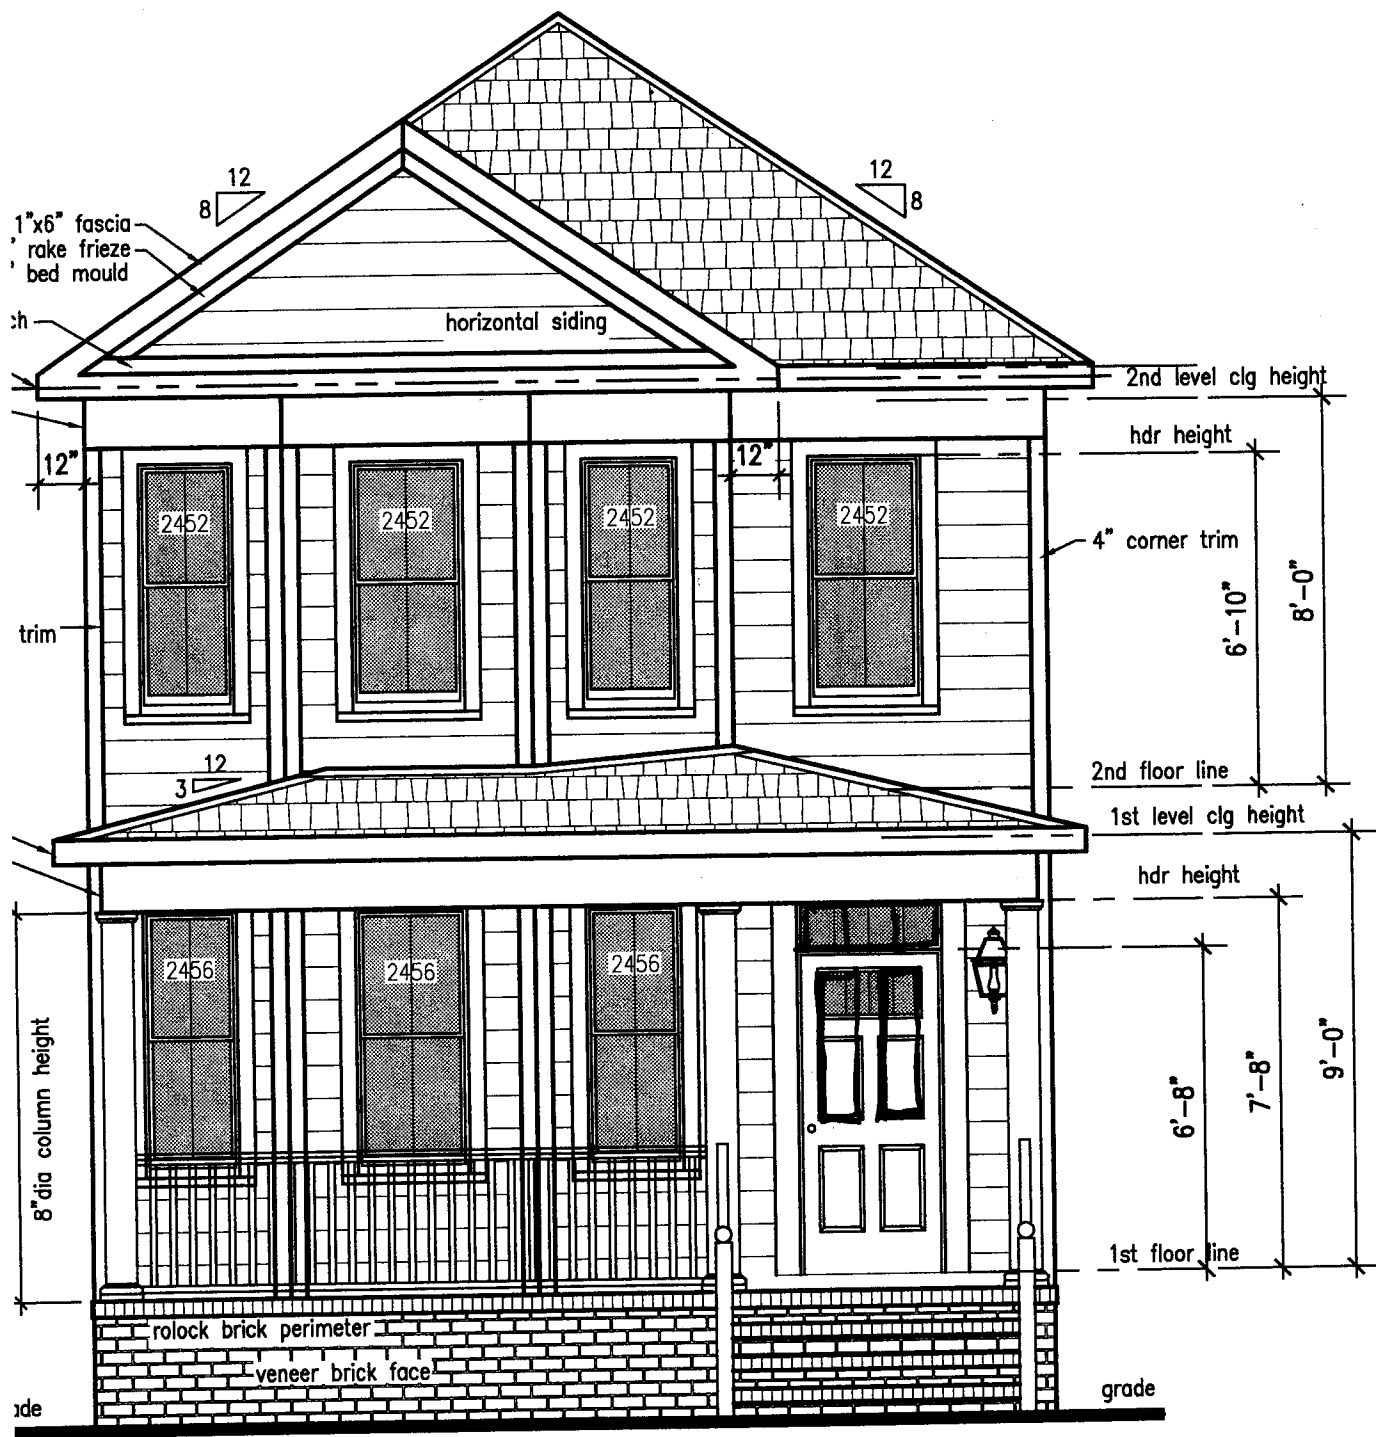 12
8
12
8
1"x6" fascia
' rake frieze
' bed mould
ch
horizontal siding
2nd level clg height
hdr height
12"
12"
2452
2452
2452
2452
4" corner trim
6'-10"
8'-0"
trim
12
3
2nd floor line
1st level clg height
hdr height
2456
2456
2456
8"dia column height
6'-8"
7'-8"
9'-0"
1st floor line
rolock brick perimeter
veneer brick face
ade
grade